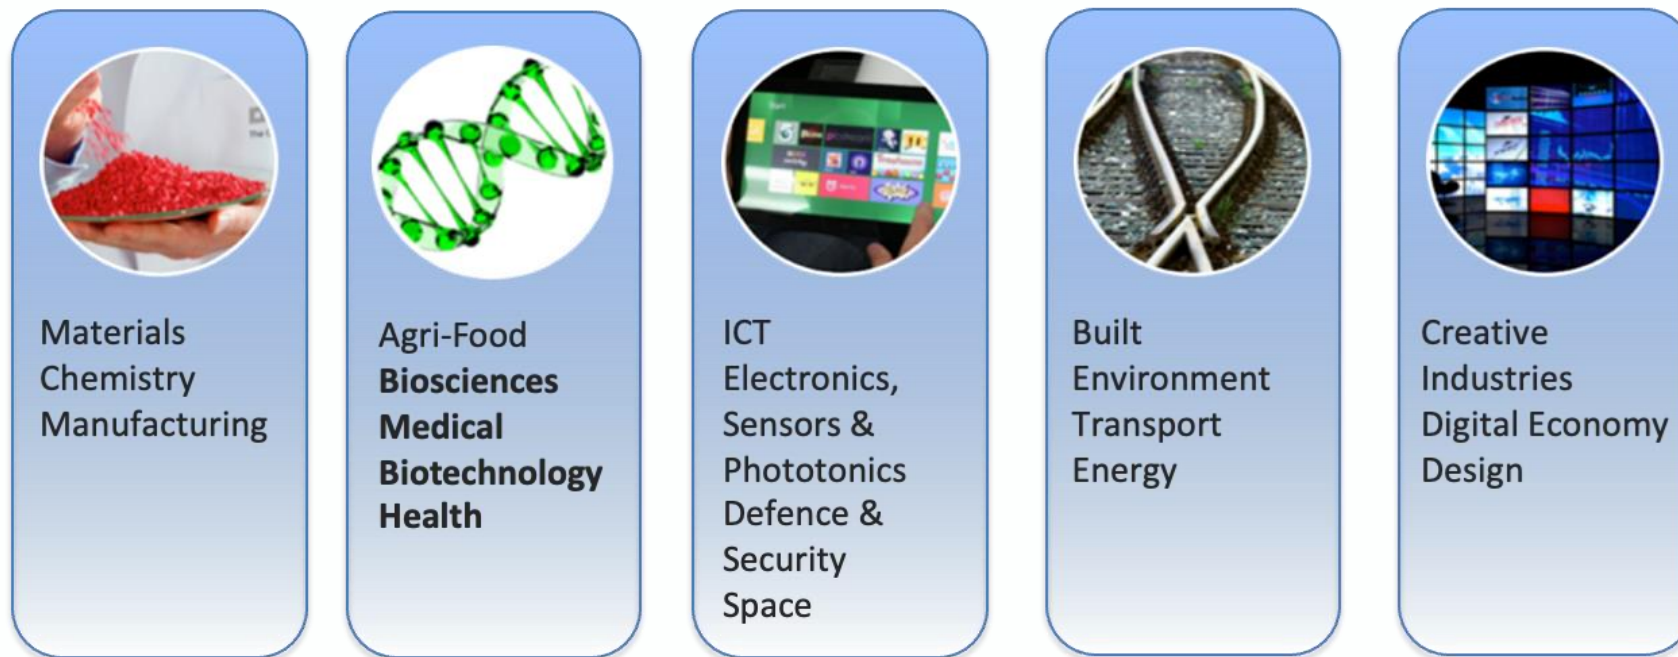 Materials
Chemistry
Manufacturing
Agri-Food
Biosciences
Medical
Biotechnology
Health
ICT
Electronics,
Sensors &
Phototonics
Defence &
Security
Space
Built
Environment
Transport
Energy
Creative
Industries
Digital Economy
Design